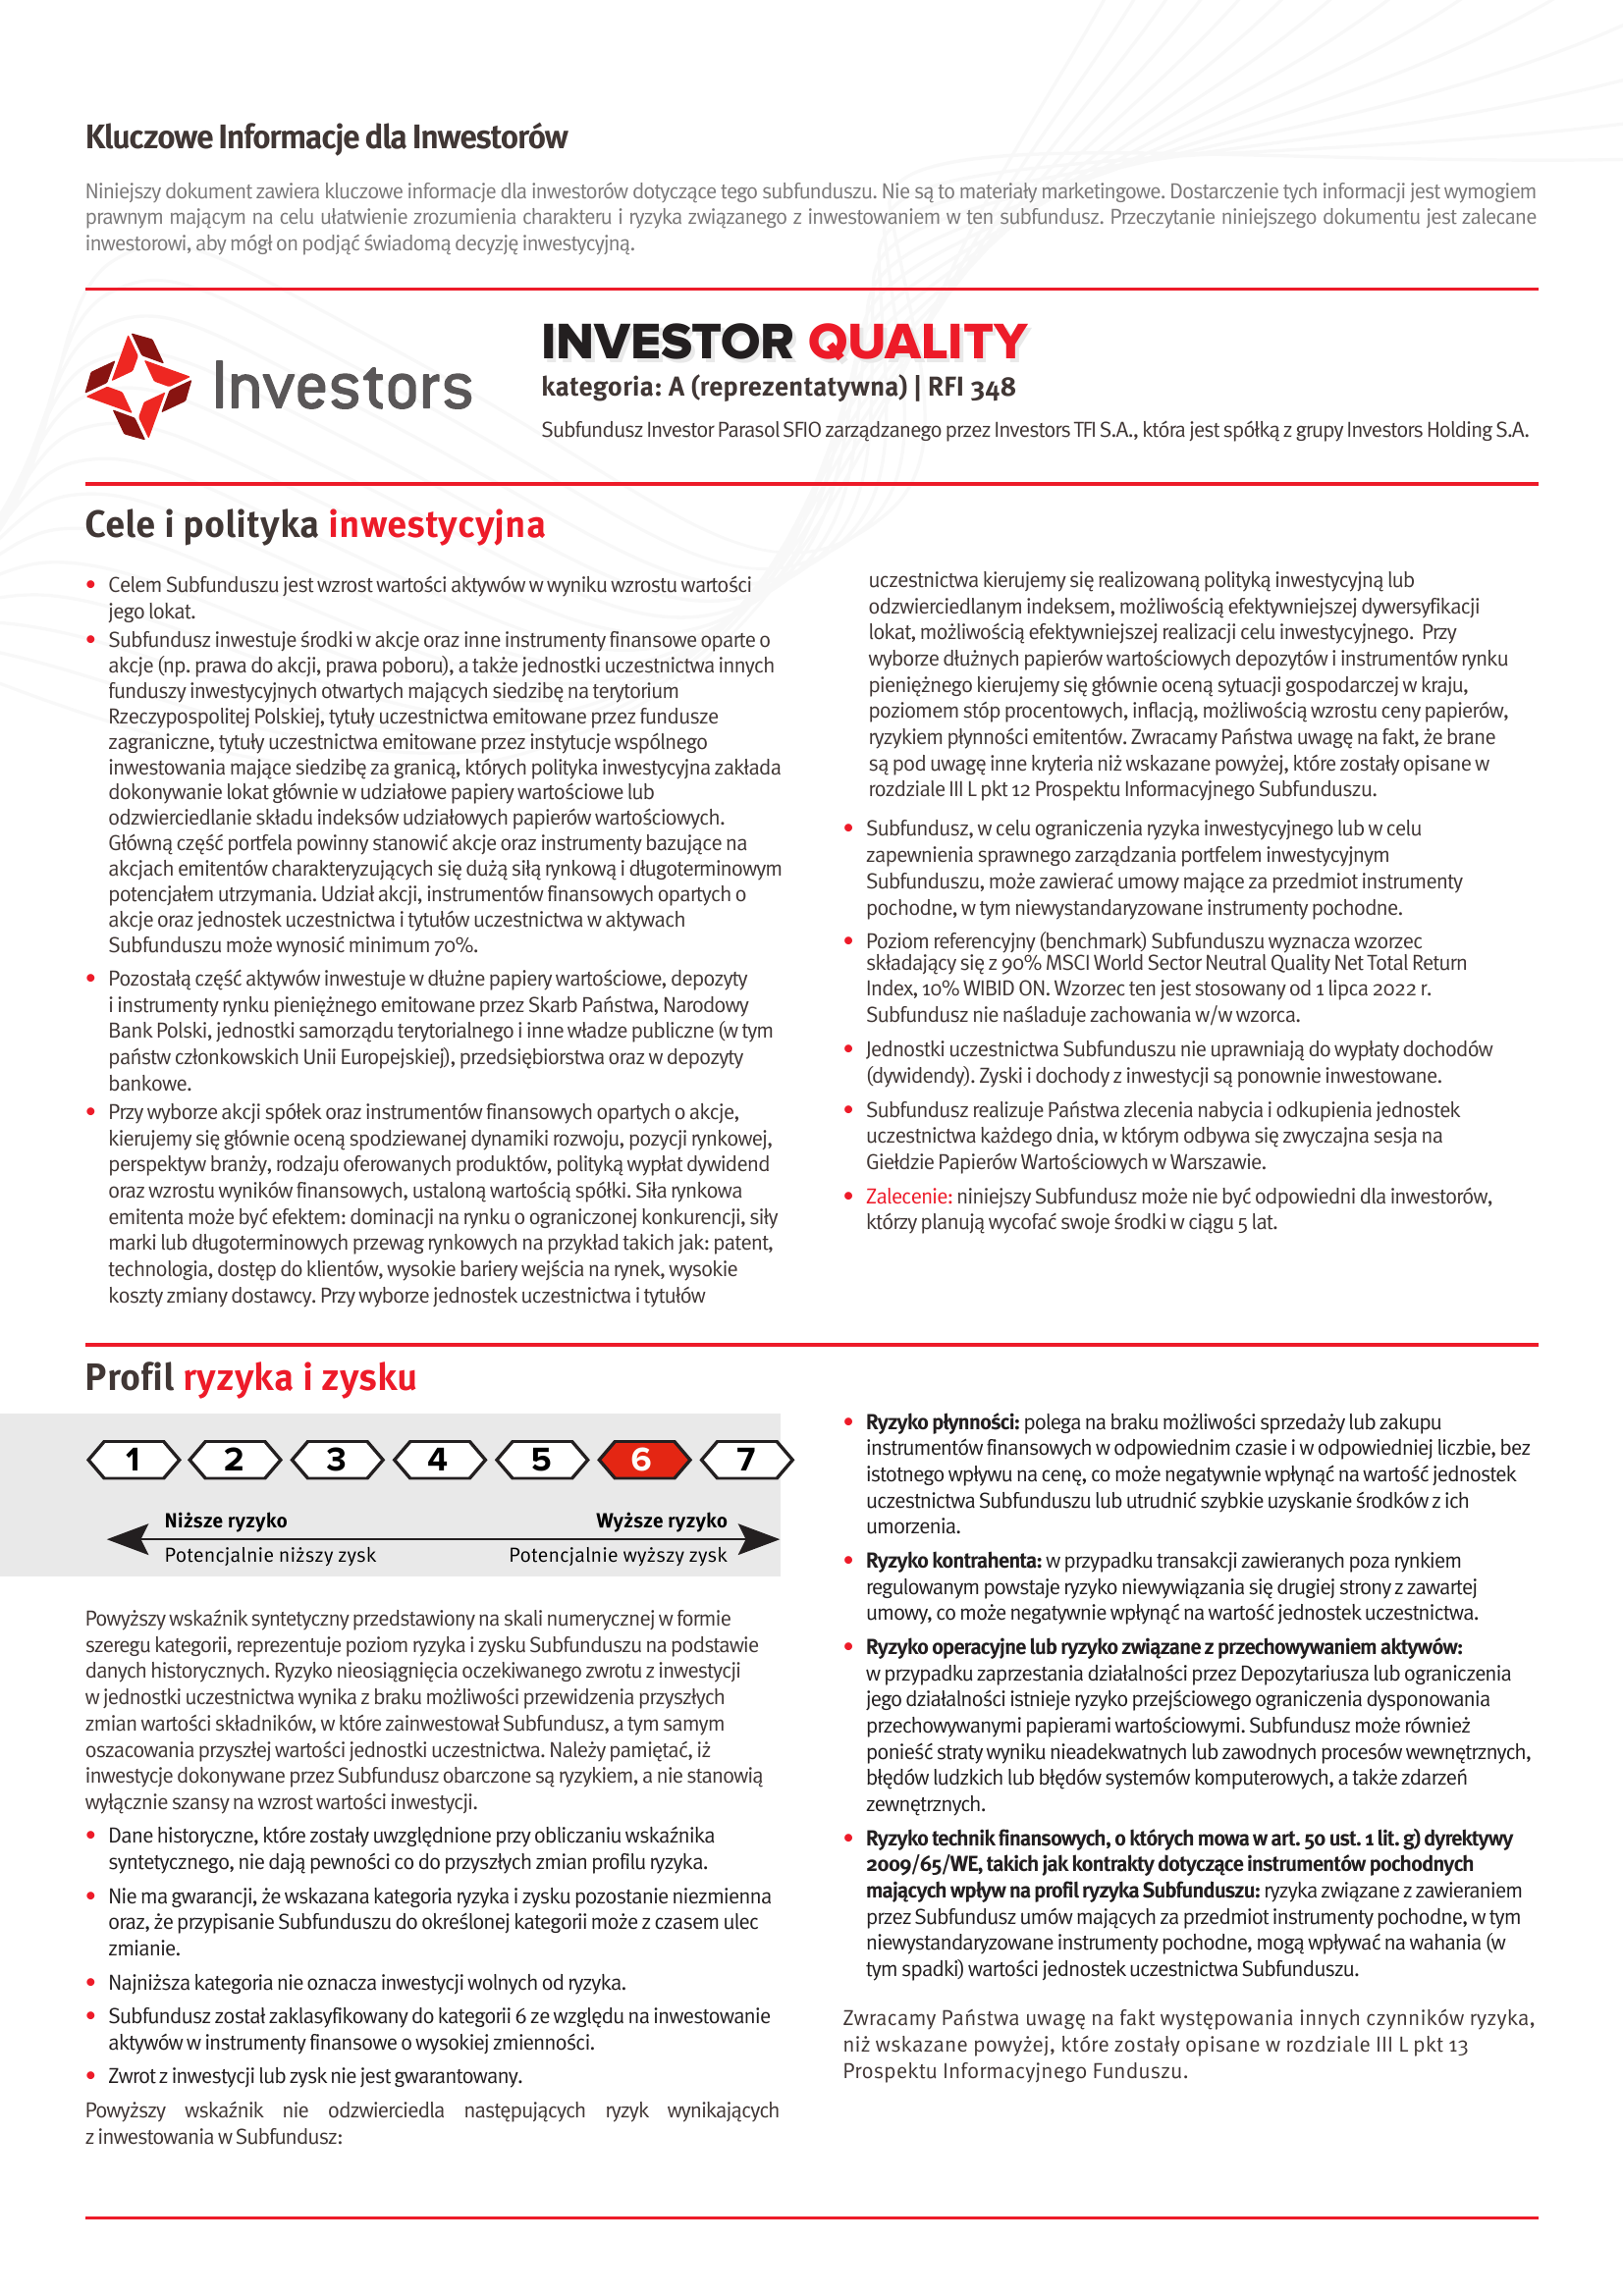 Kluczowe Informacje dla Inwestorów
Niniejszy dokument zawiera kluczowe informacje dla inwestorów dotyczące tego subfunduszu. Nie są to materiały marketingowe. Dostarczenie tych informacji jest wymogiem
prawnym mającym na celu ułatwienie zrozumienia charakteru i ryzyka związanego z inwestowaniem w ten subfundusz. Przeczytanie niniejszego dokumentu jest zalecane
inwestorowi, aby mógł on podjąć świadomą decyzję inwestycyjną.
Investors
INVESTOR QUALITY
kategoria: A (reprezentatywna) | RFI 348
Subfundusz Investor Parasol SFIO zarządzanego przez Investors TFI S.A., która jest spółką z grupy Investors Holding S.A.
Cele i polityka inwestycyjna
• Celem Subfunduszu jest wzrost wartości aktywów w wyniku wzrostu wartości
jego lokat.
• Subfundusz inwestuje środki w akcje oraz inne instrumenty finansowe oparte o
akcje (np. prawa do akcji, prawa poboru), a także jednostki uczestnictwa innych
funduszy inwestycyjnych otwartych mających siedzibę na terytorium
Rzeczypospolitej Polskiej, tytuły uczestnictwa emitowane przez fundusze
zagraniczne, tytuły uczestnictwa emitowane przez instytucje wspólnego
inwestowania mające siedzibę za granicą, których polityka inwestycyjna zakłada
dokonywanie lokat głównie w udziałowe papiery wartościowe lub
odzwierciedlanie składu indeksów udziałowych papierów wartościowych.
Główną część portfela powinny stanowić akcje oraz instrumenty bazujące na
akcjach emitentów charakteryzujących się dużą siłą rynkową i długoterminowym
potencjałem utrzymania. Udział akcji, instrumentów finansowych opartych o
akcje oraz jednostek uczestnictwa i tytułów uczestnictwa w aktywach
Subfunduszu może wynosić minimum 70%.
• Pozostałą część aktywów inwestuje w dłużne papiery wartościowe, depozyty
i instrumenty rynku pieniężnego emitowane przez Skarb Państwa, Narodowy
Bank Polski, jednostki samorządu terytorialnego i inne władze publiczne (w tym
państw członkowskich Unii Europejskiej), przedsiębiorstwa oraz w depozyty
bankowe.
• Przy wyborze akcji spółek oraz instrumentów finansowych opartych o akcje,
kierujemy się głównie oceną spodziewanej dynamiki rozwoju, pozycji rynkowej,
perspektyw branży, rodzaju oferowanych produktów, polityką wypłat dywidend
oraz wzrostu wyników finansowych, ustaloną wartością spółki. Siła rynkowa
emitenta może być efektem: dominacji na rynku o ograniczonej konkurencji, siły
marki lub długoterminowych przewag rynkowych na przykład takich jak: patent,
technologia, dostęp do klientów, wysokie bariery wejścia na rynek, wysokie
koszty zmiany dostawcy. Przy wyborze jednostek uczestnictwa i tytułów
uczestnictwa kierujemy się realizowaną polityką inwestycyjną lub
odzwierciedlanym indeksem, możliwością efektywniejszej dywersyfikacji
lokat, możliwością efektywniejszej realizacji celu inwestycyjnego. Przy
wyborze dłużnych papierów wartościowych depozytów i instrumentów rynku
pieniężnego kierujemy się głównie oceną sytuacji gospodarczej w kraju,
poziomem stóp procentowych, inflacją, możliwością wzrostu ceny papierów,
ryzykiem płynności emitentów. Zwracamy Państwa uwagę na fakt, że brane
są pod uwagę inne kryteria niż wskazane powyżej, które zostały opisane w
rozdziale III L pkt 12 Prospektu Informacyjnego Subfunduszu.
• Subfundusz, w celu ograniczenia ryzyka inwestycyjnego lub w celu
zapewnienia sprawnego zarządzania portfelem inwestycyjnym
Subfunduszu, może zawierać umowy mające za przedmiot instrumenty
pochodne, w tym niewystandaryzowane instrumenty pochodne.
• Poziom referencyjny (benchmark) Subfunduszu wyznacza wzorzec
składający się z 90% MSCI World Sector Neutral Quality Net Total Return
Index, 10% WIBID ON. Wzorzec ten jest stosowany od 1 lipca 2022 r.
Subfundusz nie naśladuje zachowania w/w wzorca.
• Jednostki uczestnictwa Subfunduszu nie uprawniają do wypłaty dochodów
(dywidendy). Zyski i dochody z inwestycji są ponownie inwestowane.
• Subfundusz realizuje Państwa zlecenia nabycia i odkupienia jednostek
uczestnictwa każdego dnia, w którym odbywa się zwyczajna sesja na
Giełdzie Papierów Wartościowych w Warszawie.
• Zalecenie: niniejszy Subfundusz może nie być odpowiedni dla inwestorów,
którzy planują wycofać swoje środki w ciągu 5 lat.
Profil ryzyka i zysku
1 2 3 4 5 6 7
Niższe ryzyko Wyższe ryzyko
Potencjalnie niższy zysk Potencjalnie wyższy zysk
Powyższy wskaźnik syntetyczny przedstawiony na skali numerycznej w formie
szeregu kategorii, reprezentuje poziom ryzyka i zysku Subfunduszu na podstawie
danych historycznych. Ryzyko nieosiągnięcia oczekiwanego zwrotu z inwestycji
w jednostki uczestnictwa wynika z braku możliwości przewidzenia przyszłych
zmian wartości składników, w które zainwestował Subfundusz, a tym samym
oszacowania przyszłej wartości jednostki uczestnictwa. Należy pamiętać, iż
inwestycje dokonywane przez Subfundusz obarczone są ryzykiem, a nie stanowią
wyłącznie szansy na wzrost wartości inwestycji.
• Dane historyczne, które zostały uwzględnione przy obliczaniu wskaźnika
syntetycznego, nie dają pewności co do przyszłych zmian profilu ryzyka.
• Nie ma gwarancji, że wskazana kategoria ryzyka i zysku pozostanie niezmienna
oraz, że przypisanie Subfunduszu do określonej kategorii może z czasem ulec
zmianie.
• Najniższa kategoria nie oznacza inwestycji wolnych od ryzyka.
• Subfundusz został zaklasyfikowany do kategorii 6 ze względu na inwestowanie
aktywów w instrumenty finansowe o wysokiej zmienności.
• Zwrot z inwestycji lub zysk nie jest gwarantowany.
Powyższy wskaźnik nie odzwierciedla następujących ryzyk wynikających
z inwestowania w Subfundusz:
• Ryzyko płynności: polega na braku możliwości sprzedaży lub zakupu
instrumentów finansowych w odpowiednim czasie i w odpowiedniej liczbie, bez
istotnego wpływu na cenę, co może negatywnie wpłynąć na wartość jednostek
uczestnictwa Subfunduszu lub utrudnić szybkie uzyskanie środków z ich
umorzenia.
• Ryzyko kontrahenta: w przypadku transakcji zawieranych poza rynkiem
regulowanym powstaje ryzyko niewywiązania się drugiej strony z zawartej
umowy, co może negatywnie wpłynąć na wartość jednostek uczestnictwa.
• Ryzyko operacyjne lub ryzyko związane z przechowywaniem aktywów:
w przypadku zaprzestania działalności przez Depozytariusza lub ograniczenia
jego działalności istnieje ryzyko przejściowego ograniczenia dysponowania
przechowywanymi papierami wartościowymi. Subfundusz może również
ponieść straty wyniku nieadekwatnych lub zawodnych procesów wewnętrznych,
błędów ludzkich lub błędów systemów komputerowych, a także zdarzeń
zewnętrznych.
• Ryzyko technik finansowych, o których mowa w art. 50 ust. 1 lit. g) dyrektywy
2009/65/WE, takich jak kontrakty dotyczące instrumentów pochodnych
mających wpływ na profil ryzyka Subfunduszu: ryzyka związane z zawieraniem
przez Subfundusz umów mających za przedmiot instrumenty pochodne, w tym
niewystandaryzowane instrumenty pochodne, mogą wpływać na wahania (w
tym spadki) wartości jednostek uczestnictwa Subfunduszu.
Zwracamy Państwa uwagę na fakt występowania innych czynników ryzyka,
niż wskazane powyżej, które zostały opisane w rozdziale III L pkt 13
Prospektu Informacyjnego Funduszu.